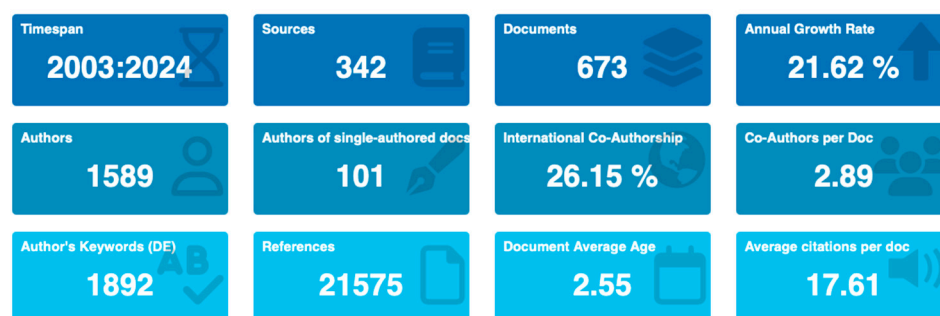 Timespan
2003:2024
Sources
342
Documents
673
Annual Growth Rate
21.62 %
Authors
1589
Authors of single-authored docs
101
International Co-Authorship
26.15 %
Co-Authors per Doc
2.89
Author's Keywords (DE)
AB
1892
References
21575
Document Average Age
2.55
Average citations per doc
17.61